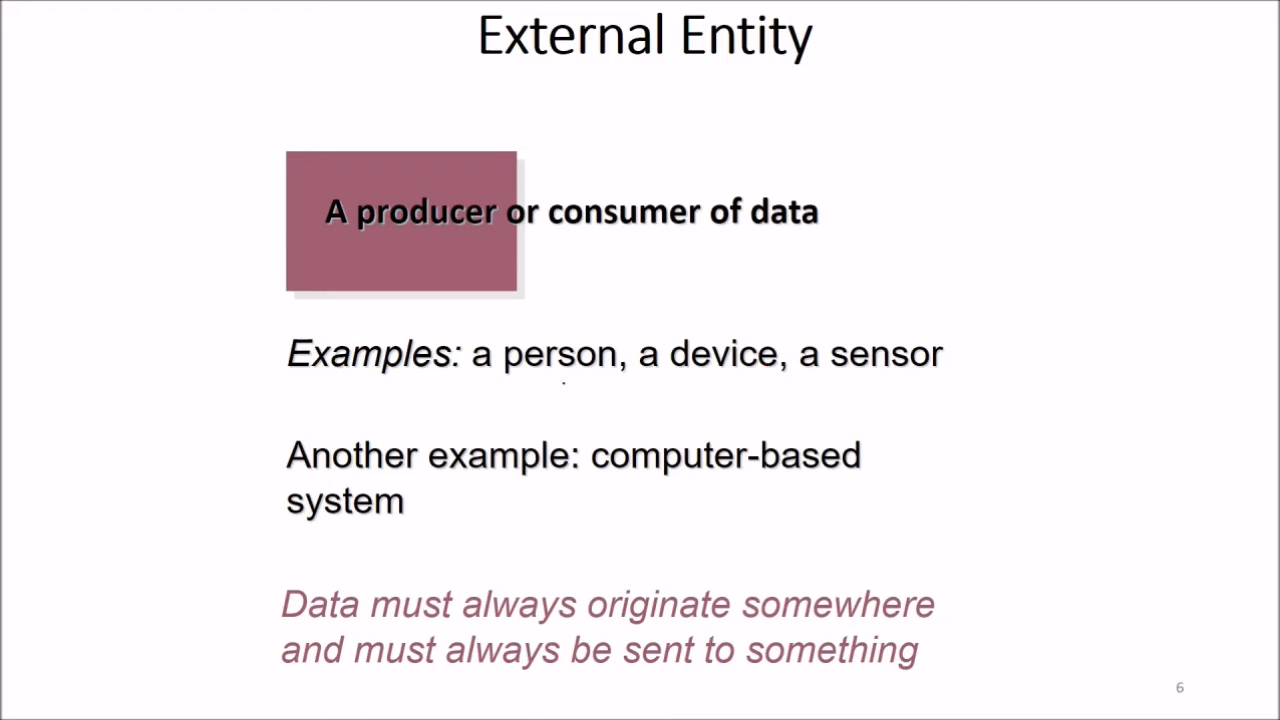 External Entity
A producer or consumer of data
Examples: a person, a device, a sensor
Another example: computer-based
system
Data must always originate somewhere
and must always be sent to something
6